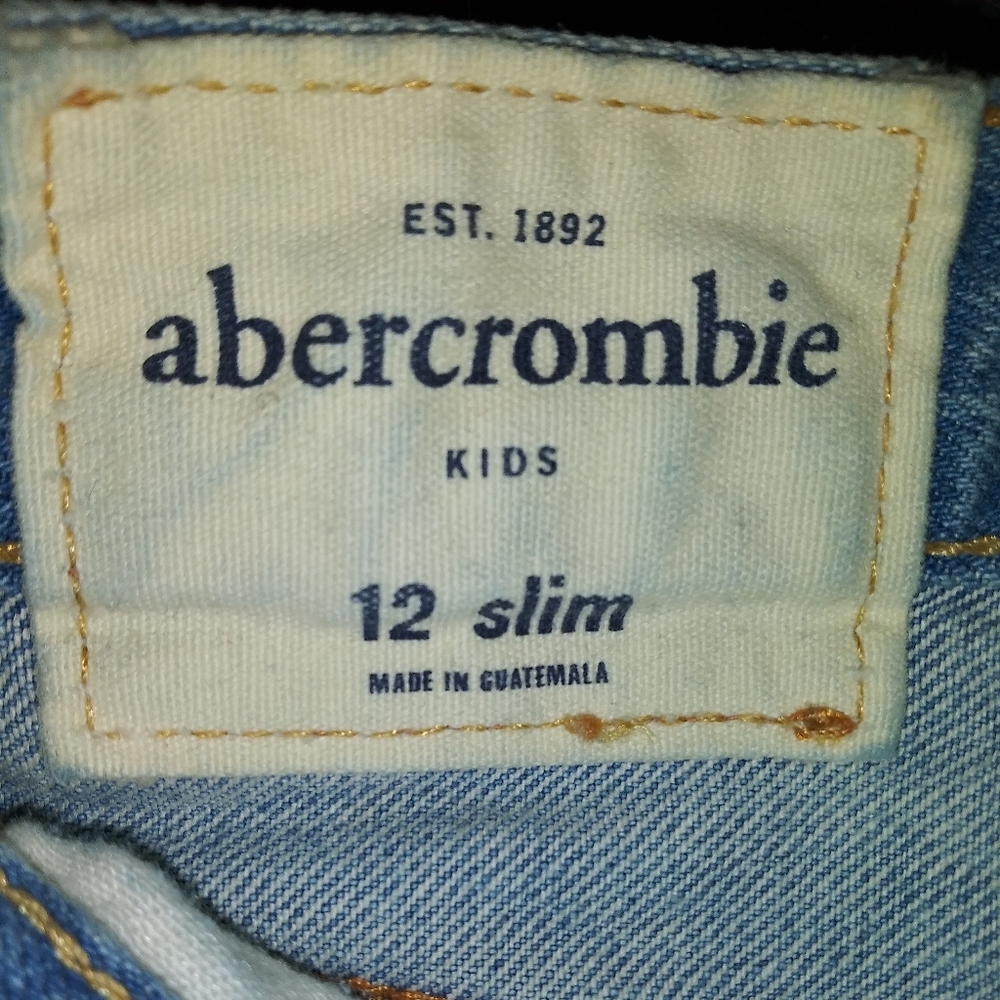 EST. 1892
abercrombie
KIDS
12 slim
MADE IN GUATEMALA